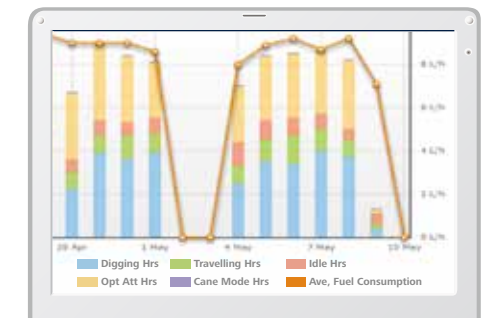 8 L/h
6 L/h
4 L/h
2 L/h
0 L/h
28 Apr 1 May 4 May 7 May 10 May
Digging Hrs Travelling Hrs Idle Hrs
Opt Att Hrs Cane Mode Hrs Ave, Fuel Consumption